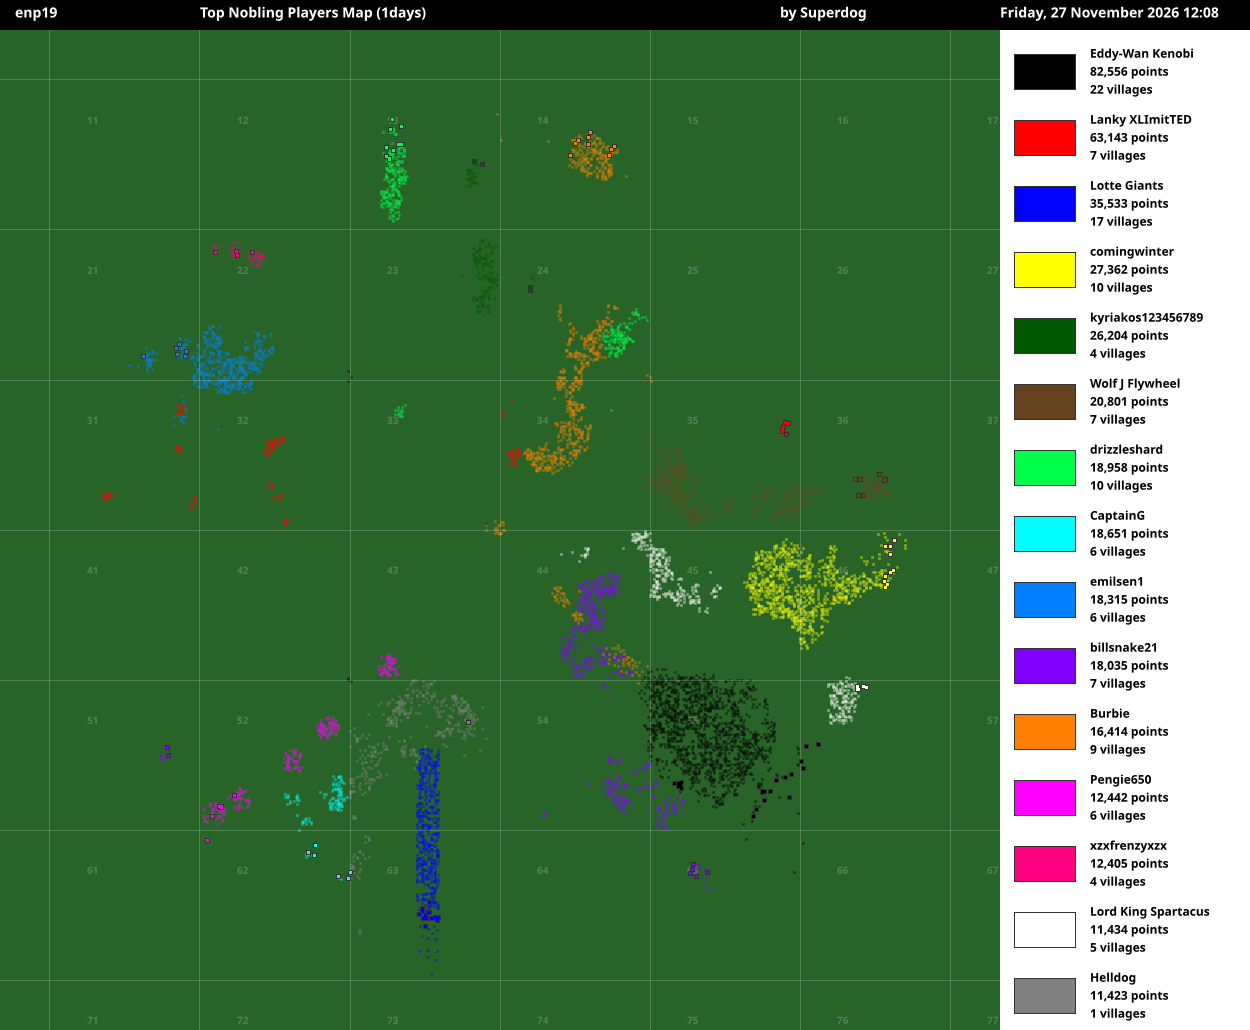 enp19
Top Nobling Players Map (1days)
by Superdog
Friday, 27 November 2026 12:08
11 12 14 15 16 17
21 22 23 24 25 26 27
31 32 33 34 35 36 37
41 42 43 44 45 47
51 52 53 54 55 57
61 62 63 64 66 67
71 72 73 74 75 76 77
Eddy-Wan Kenobi
82,556 points
22 villages
Lanky XLImitTED
63,143 points
7 villages
Lotte Giants
35,533 points
17 villages
comingwinter
27,362 points
10 villages
kyriakos123456789
26,204 points
4 villages
Wolf J Flywheel
20,801 points
7 villages
drizzleshard
18,958 points
10 villages
CaptainG
18,651 points
6 villages
emilsen1
18,315 points
6 villages
billsnake21
18,035 points
7 villages
Burbie
16,414 points
9 villages
Pengie650
12,442 points
6 villages
xzxfrenzyxzx
12,405 points
4 villages
Lord King Spartacus
11,434 points
5 villages
Helldog
11,423 points
1 villages